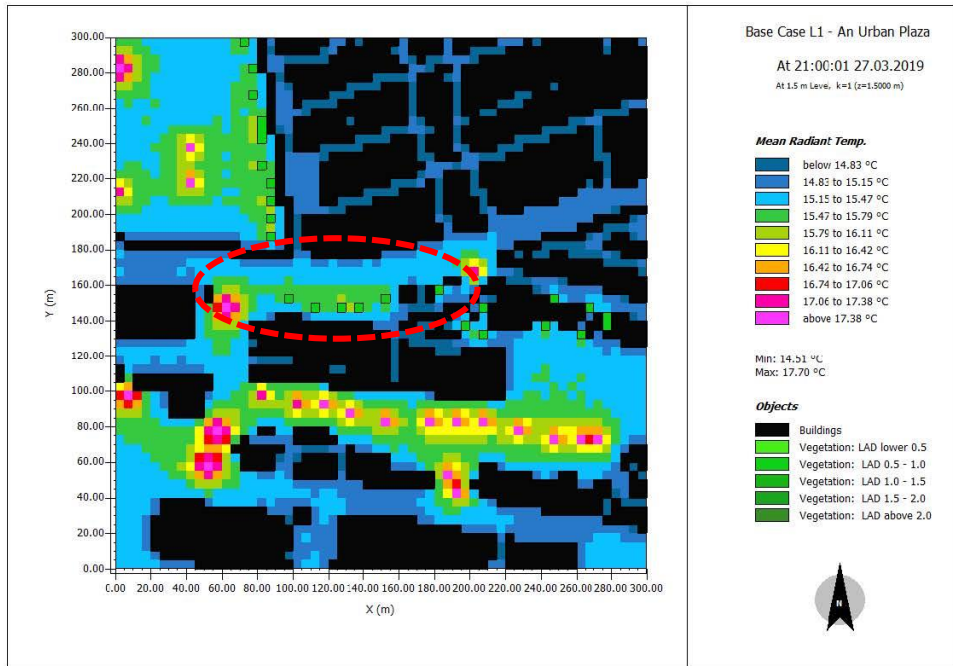 Base Case L1 - An Urban Plaza
At 21:00:01 27.03.2019
At 1.5 m Level, k=1 (z=1.5000 m)
Mean Radiant Temp.
below 14.83 °C
14.83 to 15.15 °C
15.15 to 15.47 °C
15.47 to 15.79 °C
15.79 to 16.11 °C
16.11 to 16.42 °C
16.42 to 16.74 °C
16.74 to 17.06 °C
17.06 to 17.38 °C
above 17.38 °C
Min: 14.51 °C
Max: 17.70 °C
Objects
Buildings
Vegetation: LAD lower 0.5
Vegetation: LAD 0.5 - 1.0
Vegetation: LAD 1.0 - 1.5
Vegetation: LAD 1.5 - 2.0
Vegetation: LAD above 2.0
N
300.00
280.00
260.00
240.00
220.00
200.00
180.00
160.00
140.00
120.00
100.00
80.00
60.00
40.00
20.00
0.00
Y (m)
0.00 20.00 40.00 60.00 80.00 100.00 120.00 140.00 160.00 180.00 200.00 220.00 240.00 260.00 280.00 300.00
X (m)